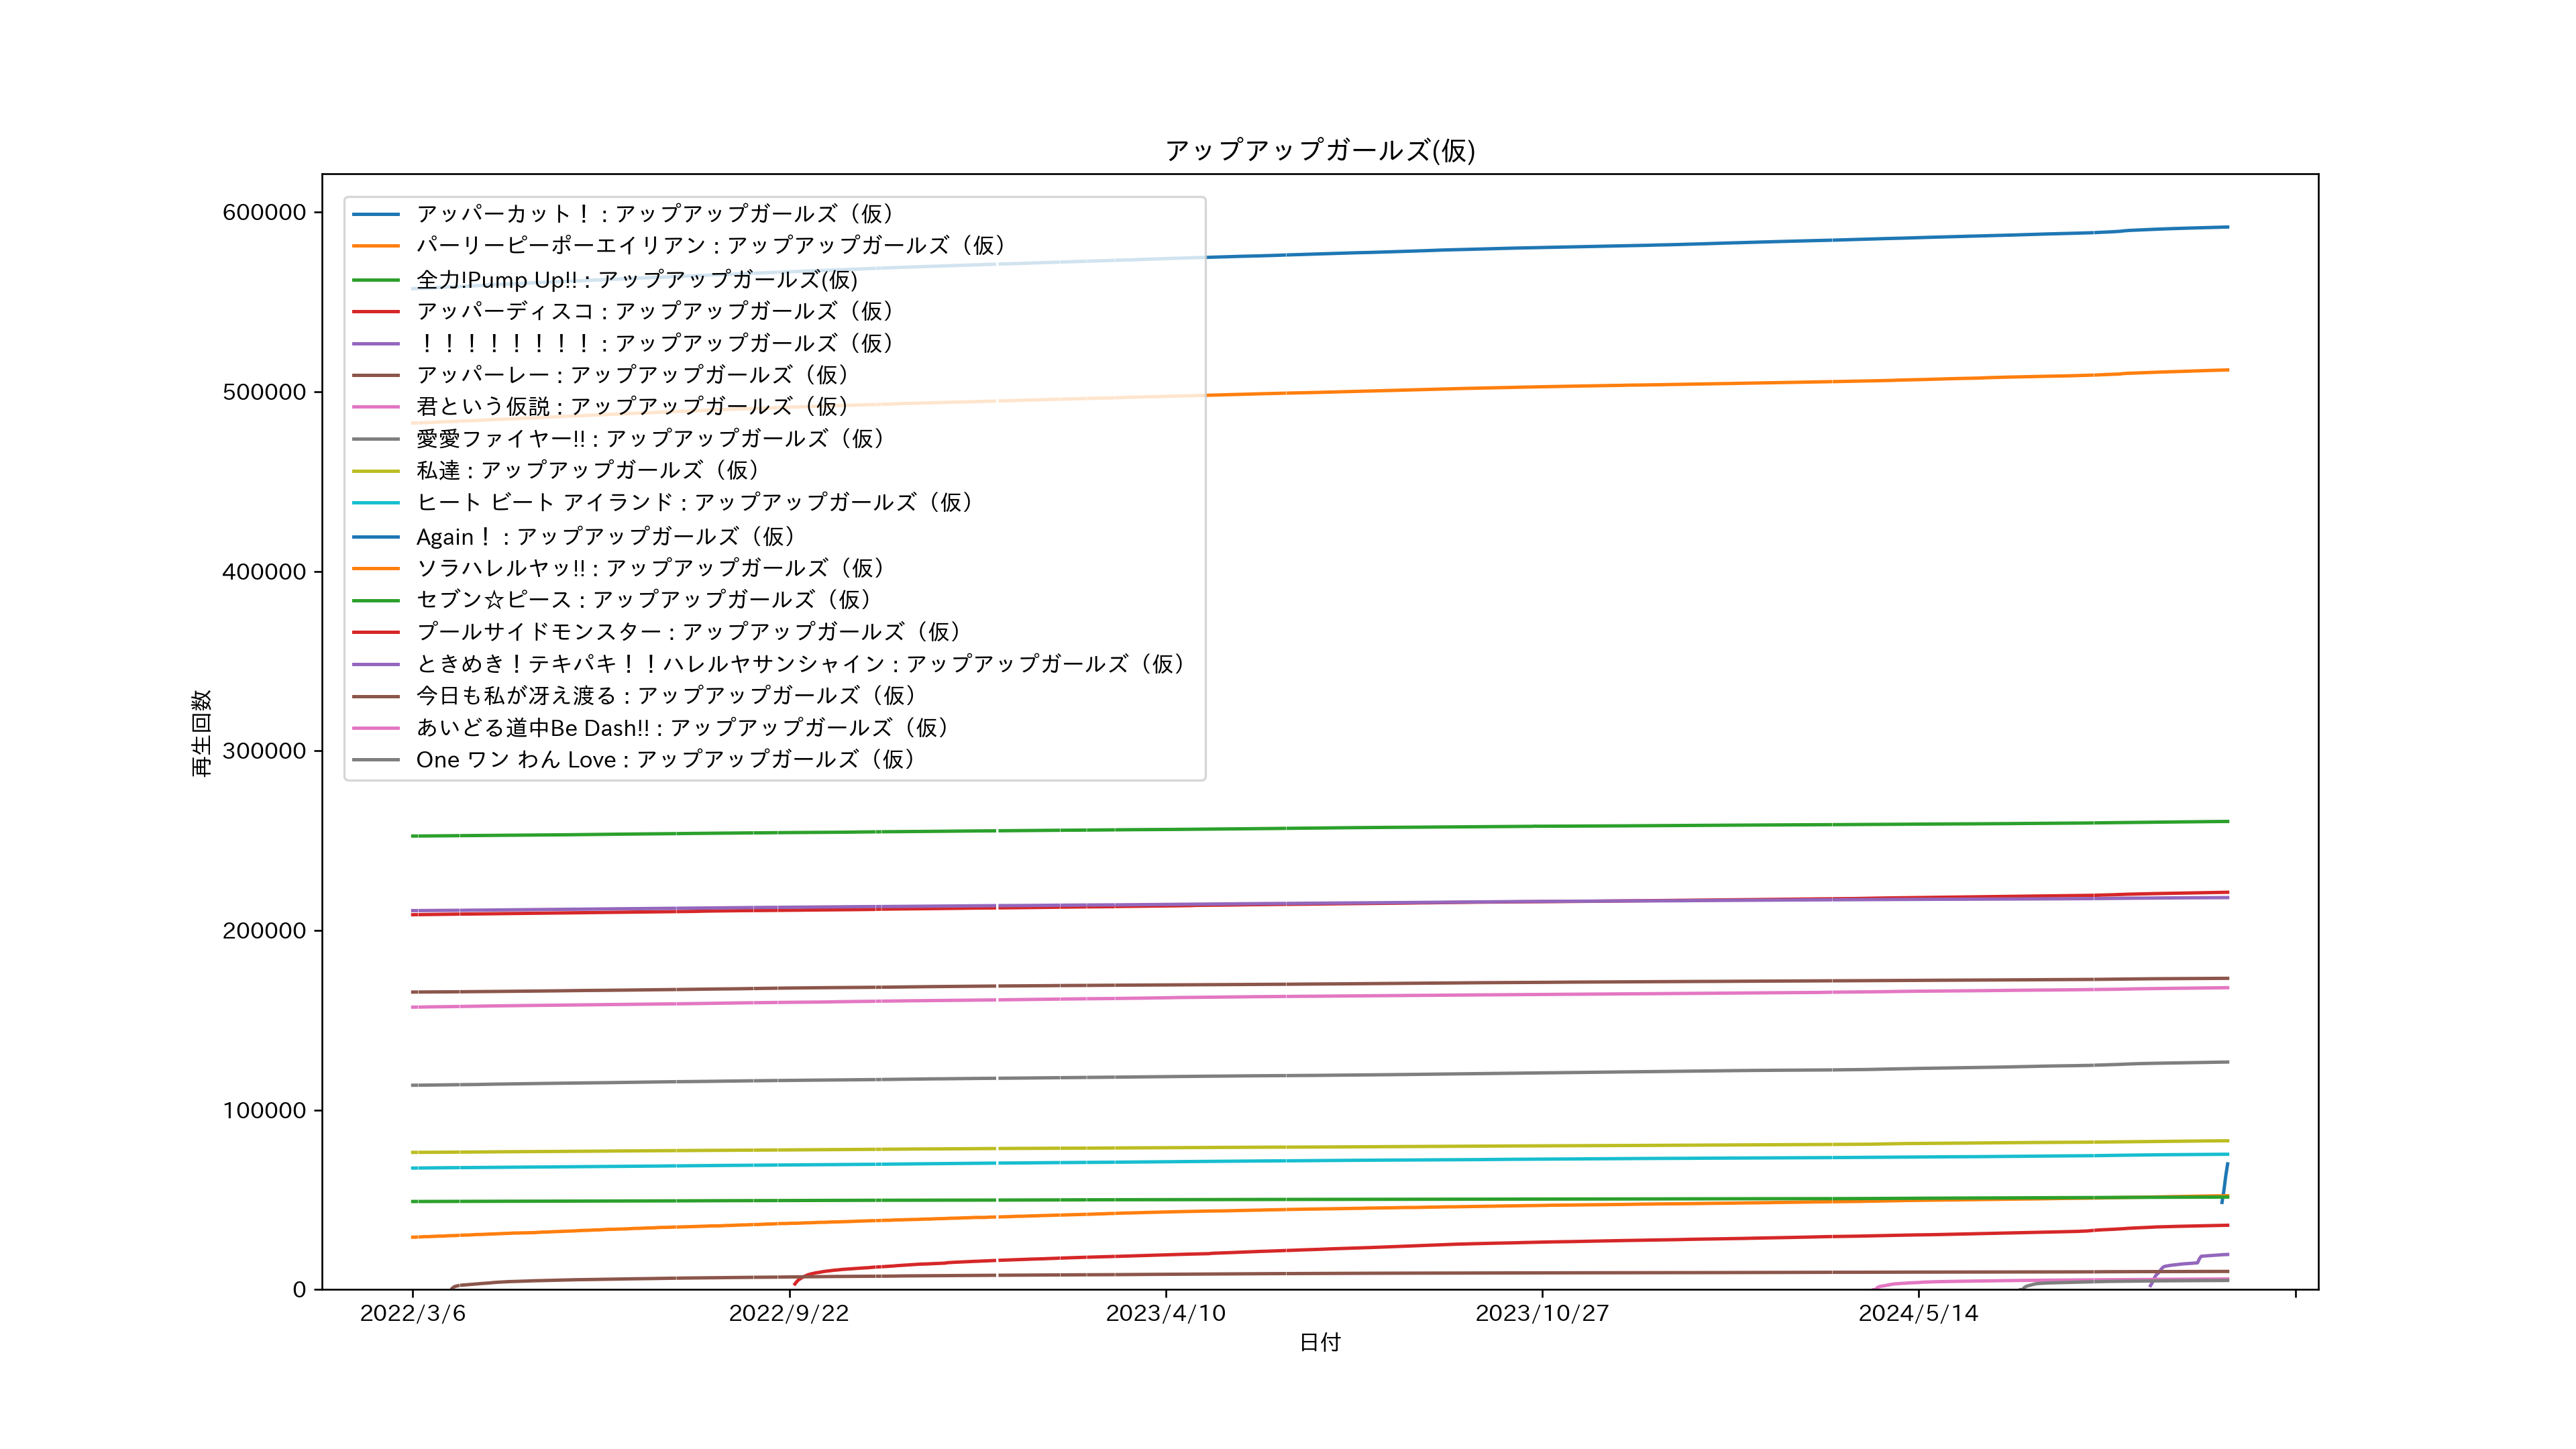 アップアップガールズ(仮)
600000
500000
400000
300000
200000
100000
0
再生回数
アッパーカット！ : アップアップガールズ（仮）
パーリーピーポーエイリアン : アップアップガールズ（仮）
全力!Pump Up!! : アップアップガールズ(仮)
アッパーディスコ : アップアップガールズ（仮）
！！！！！！！！ : アップアップガールズ（仮）
アッパーレー : アップアップガールズ（仮）
君という仮説 : アップアップガールズ（仮）
愛愛ファイヤー!! : アップアップガールズ（仮）
私達 : アップアップガールズ（仮）
ヒート ビート アイランド : アップアップガールズ（仮）
Again！ : アップアップガールズ（仮）
ソラハレルヤッ!! : アップアップガールズ（仮）
セブン☆ピース : アップアップガールズ（仮）
プールサイドモンスター : アップアップガールズ（仮）
ときめき！テキパキ！！ハレルヤサンシャイン : アップアップガールズ（仮）
今日も私が冴え渡る : アップアップガールズ（仮）
あいどる道中Be Dash!! : アップアップガールズ（仮）
One ワン わん Love : アップアップガールズ（仮）
2022/3/6
2022/9/22
2023/4/10
2023/10/27
2024/5/14
日付